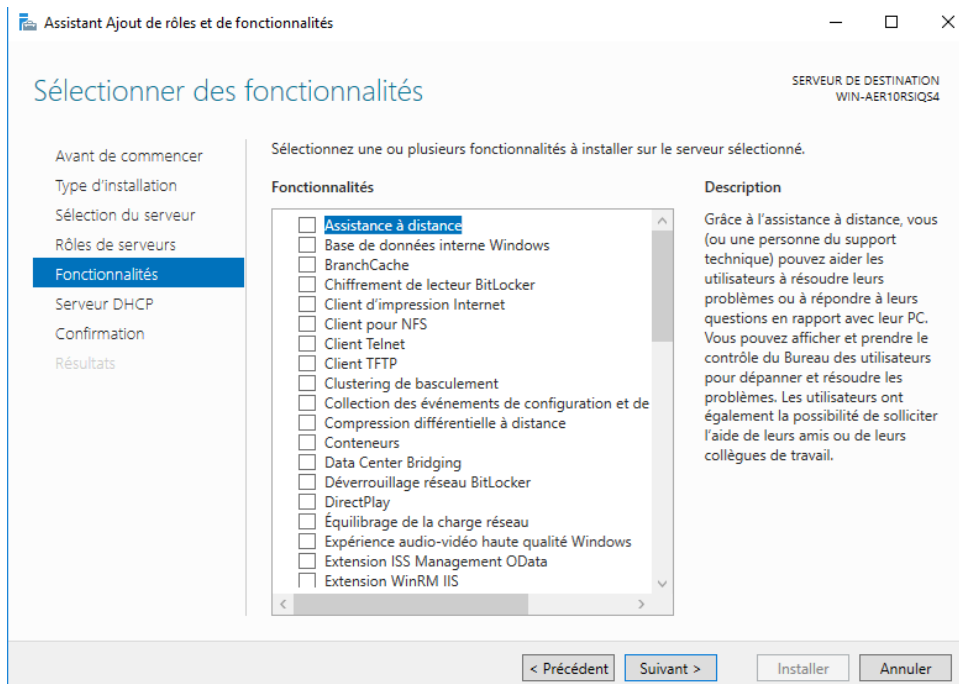 Assistant Ajout de rôles et de fonctionnalités
Sélectionner des fonctionnalités
SERVEUR DE DESTINATION
WIN-AER10RSIQS4
Avant de commencer
Type d'installation
Sélection du serveur
Rôles de serveurs
Fonctionnalités
Serveur DHCP
Confirmation
Résultats
Sélectionnez une ou plusieurs fonctionnalités à installer sur le serveur sélectionné.
Fonctionnalités
Assistance à distance
Base de données interne Windows
BranchCache
Chiffrement de lecteur BitLocker
Client d'impression Internet
Client pour NFS
Client Telnet
Client TFTP
Clustering de basculement
Collection des événements de configuration et de
Compression différentielle à distance
Conteneurs
Data Center Bridging
Déverrouillage réseau BitLocker
DirectPlay
Équilibrage de la charge réseau
Expérience audio-vidéo haute qualité Windows
Extension ISS Management OData
Extension WinRM IIS
Description
Grâce à l'assistance à distance, vous
(ou une personne du support
technique) pouvez aider les
utilisateurs à résoudre leurs
problèmes ou à répondre à leurs
questions en rapport avec leur PC.
Vous pouvez afficher et prendre le
contrôle du Bureau des utilisateurs
pour dépanner et résoudre les
problèmes. Les utilisateurs ont
également la possibilité de solliciter
l'aide de leurs amis ou de leurs
collègues de travail.
< Précédent
Suivant >
Installer
Annuler